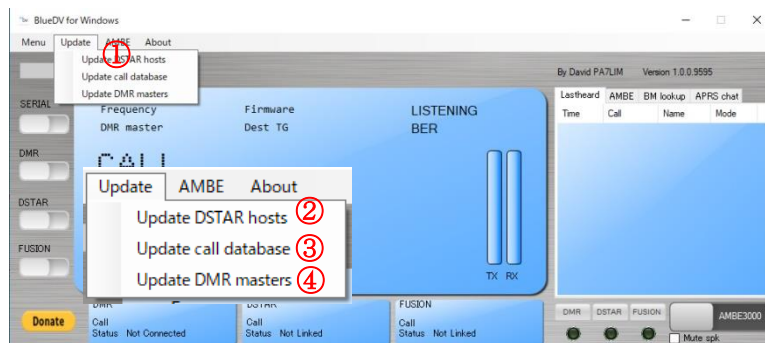 BlueDV for Windows
Menu Update AMBE About
①
Update DSTAR hosts
Update call database
Update DMR masters
By David PA7LIM Version 1.0.0.9595
SERIAL
DMR
DSTAR
FUSION
Frequency Firmware LISTENING
DMR master Dest TG BER
CALL
Update AMBE About
Update DSTAR hosts ②
Update call database ③
Update DMR masters ④
TX RX
Lastheard AMBE BM lookup APRS chat
Time Call Name Mode
Donate
DMR
Call
Status Not Connected
DSTAR
Call
Status Not Linked
FUSION
Call
Status Not Linked
DMR DSTAR FUSION
AMBE3000
Mute spk